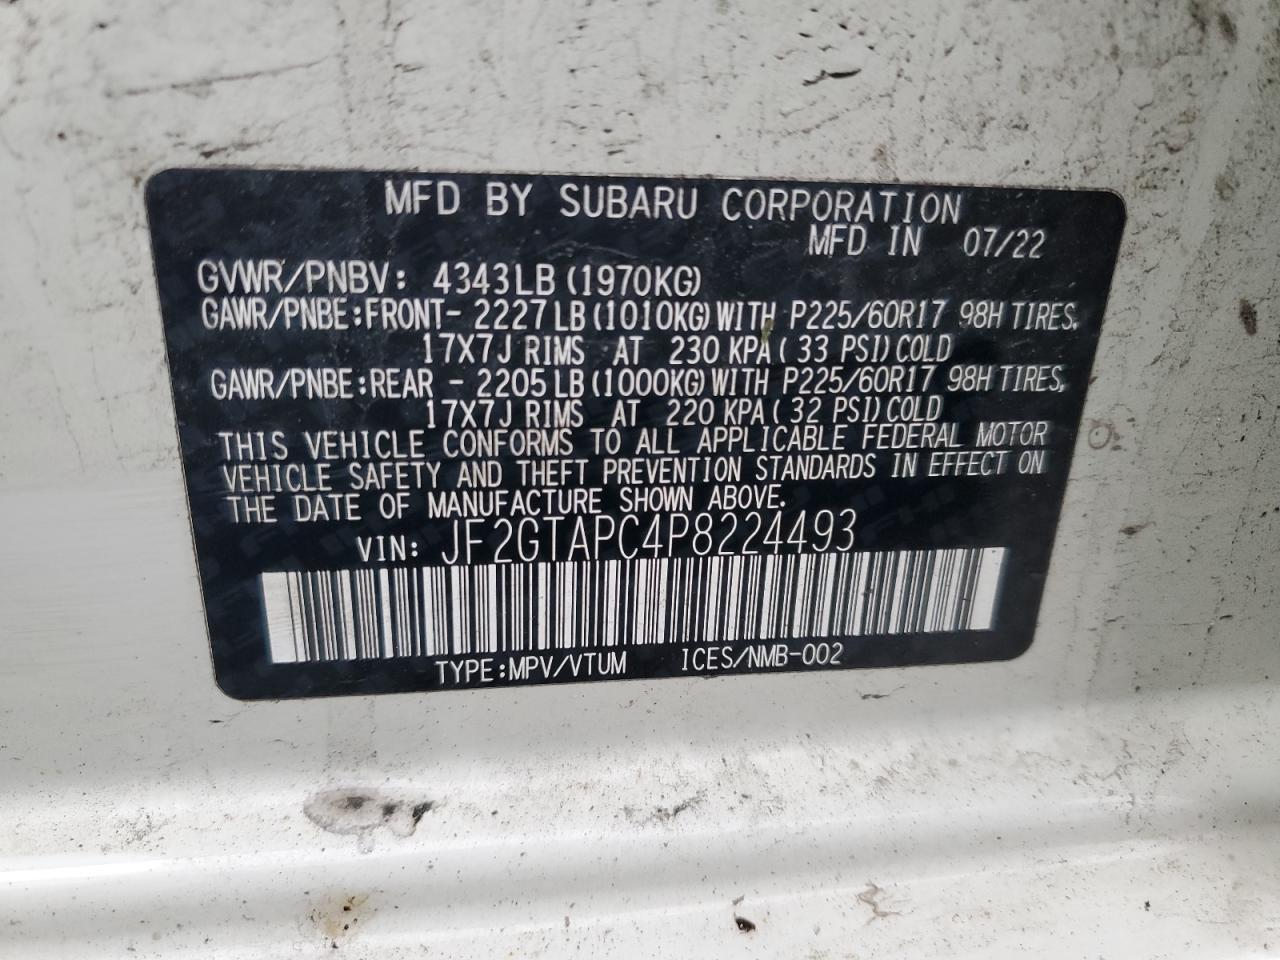 MFD BY SUBARU CORPORATION
MFD IN 07/22
GVWR/PNBV: 4343LB (1970KG)
GAWR/PNBE:FRONT- 2227LB(1010KG)WITH P225/60R17 98H TIRES,
17X7J RIMS AT 230 KPA( 33 PSI)COLD
GAWR/PNBE:REAR - 2205LB(1000KG)WITH P225/60R17 98H TIRES,
17X7J RIMS AT 220 KPA( 32 PSI)COLD
THIS VEHICLE CONFORMS TO ALL APPLICABLE FEDERAL MOTOR
VEHICLE SAFETY AND THEFT PREVENTION STANDARDS IN EFFECT ON
THE DATE OF MANUFACTURE SHOWN ABOVE.
VIN: JF2GTAPC4P8224493
TYPE:MPV/VTUM ICES/NMB-002